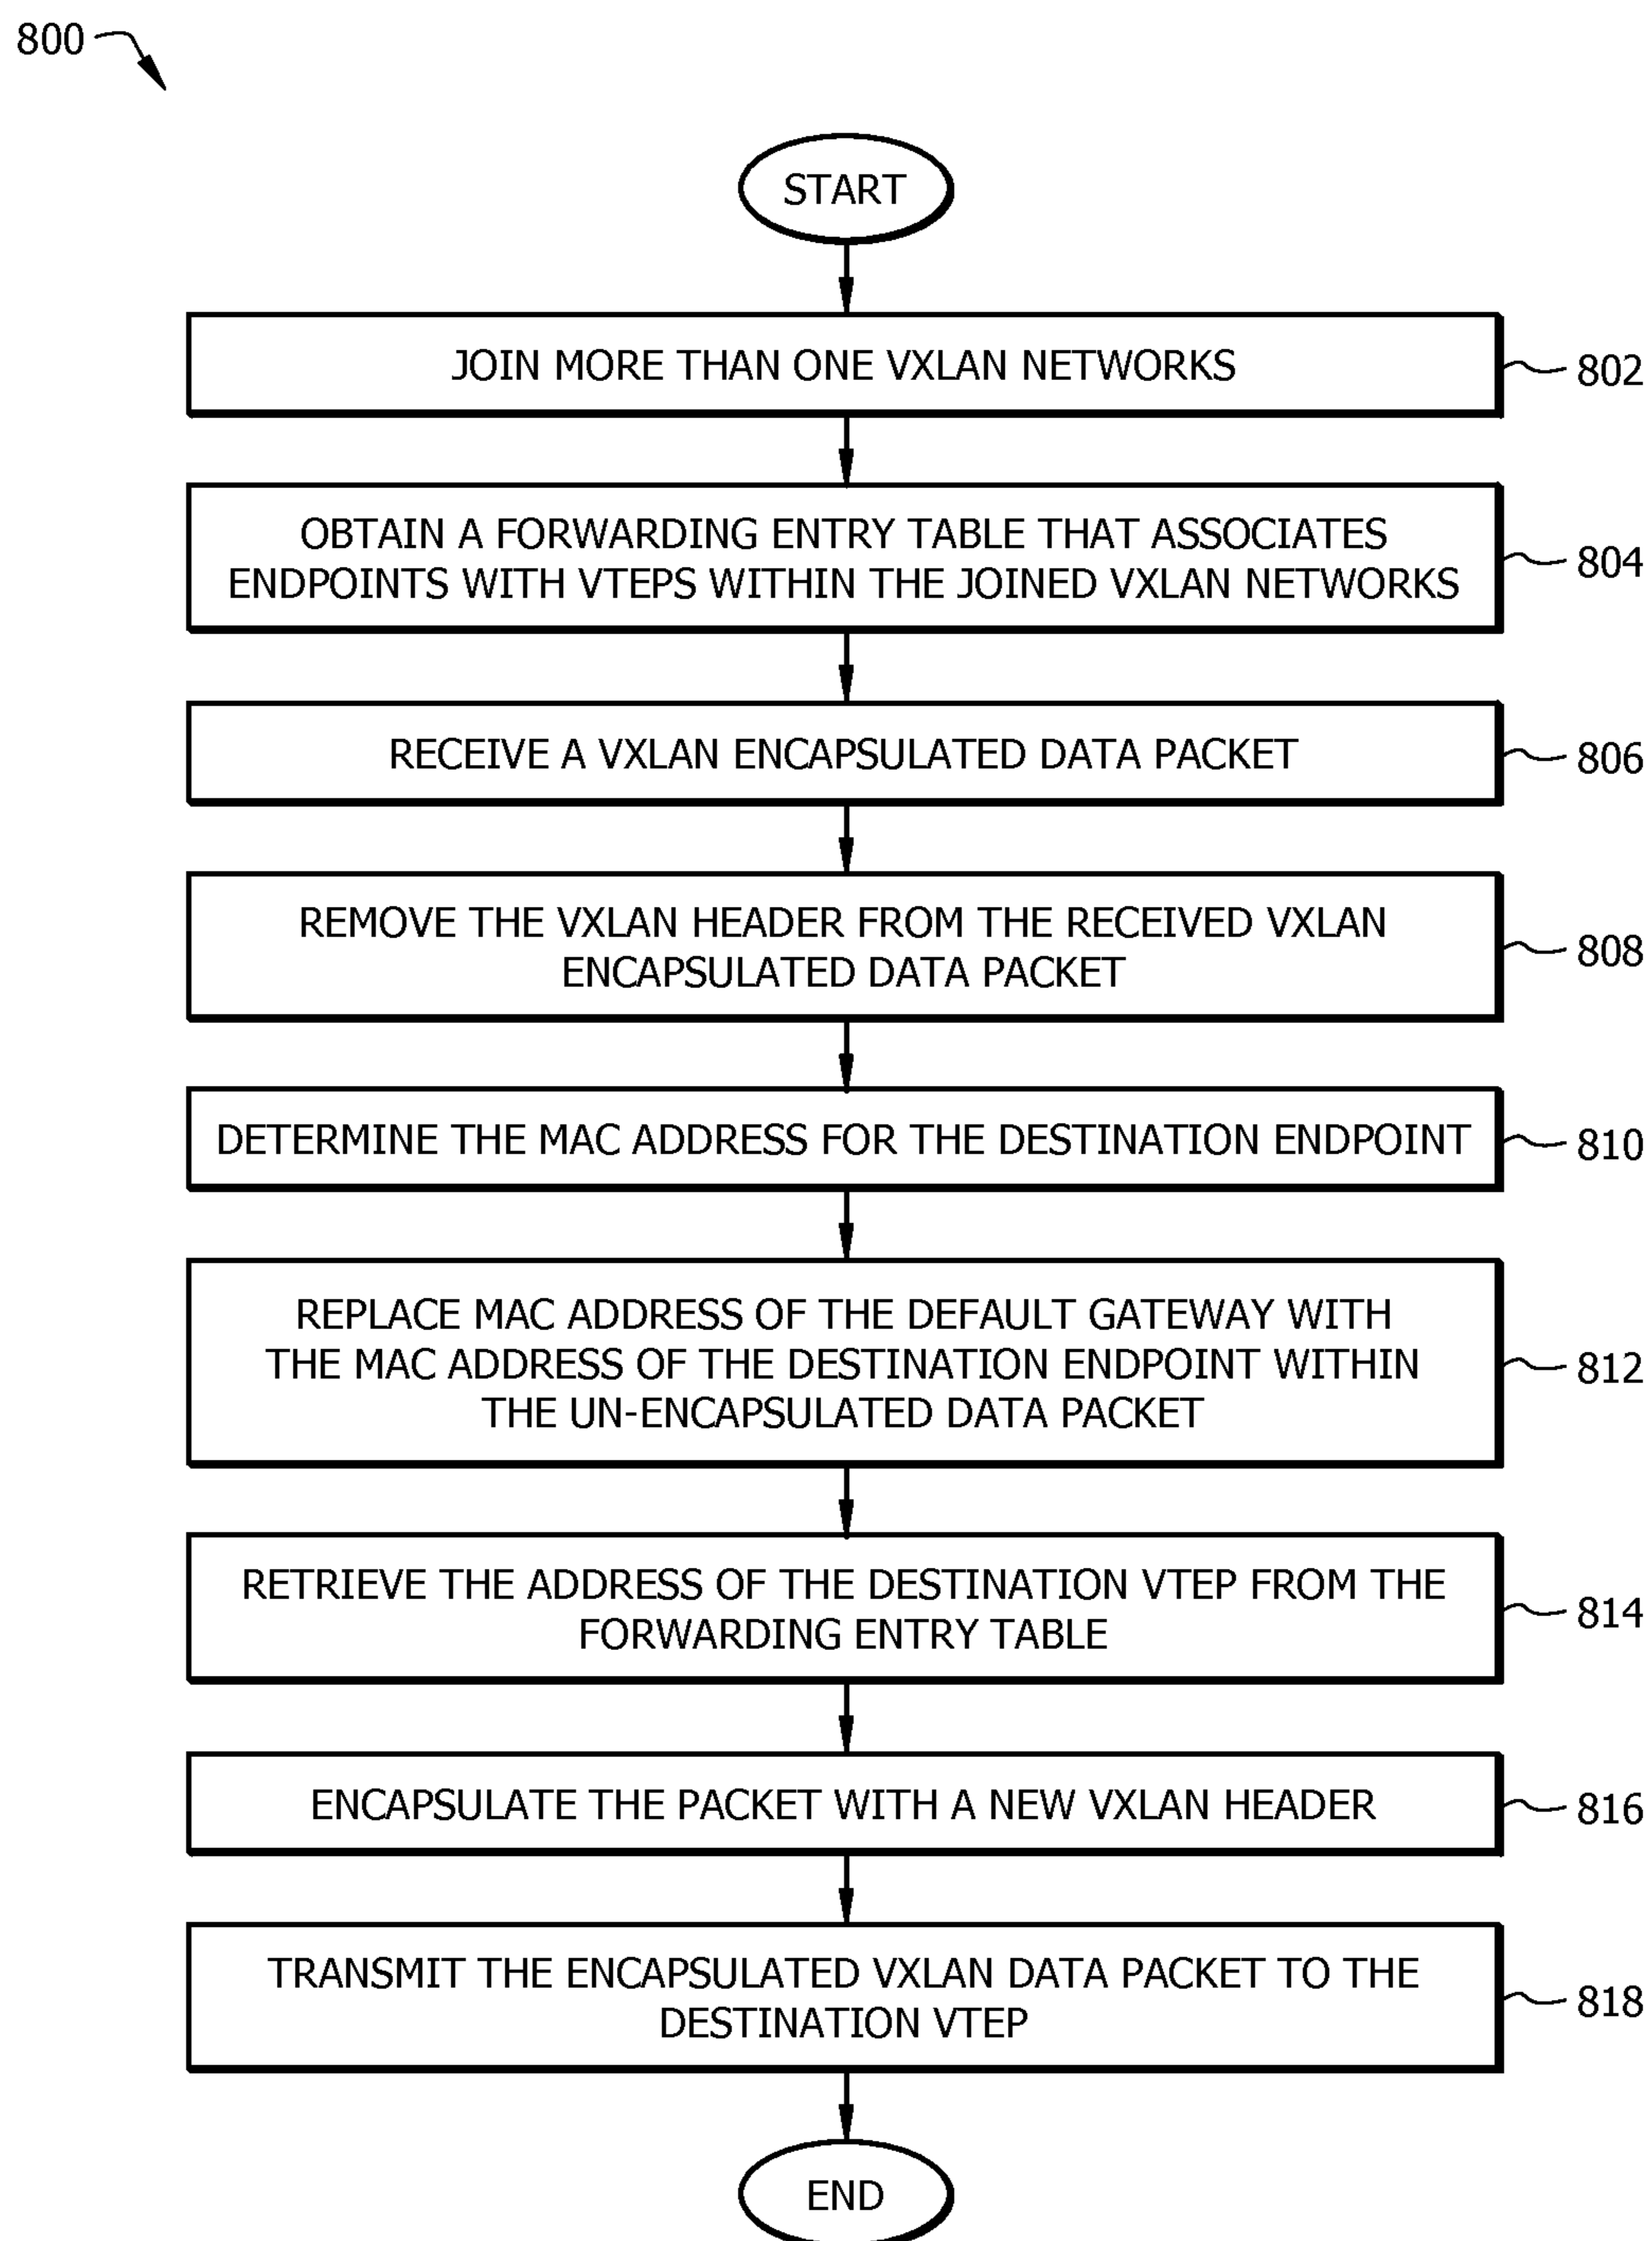 800
START
JOIN MORE THAN ONE VXLAN NETWORKS
802
OBTAIN A FORWARDING ENTRY TABLE THAT ASSOCIATES
ENDPOINTS WITH VTEPS WITHIN THE JOINED VXLAN NETWORKS
804
RECEIVE A VXLAN ENCAPSULATED DATA PACKET
806
REMOVE THE VXLAN HEADER FROM THE RECEIVED VXLAN
ENCAPSULATED DATA PACKET
808
DETERMINE THE MAC ADDRESS FOR THE DESTINATION ENDPOINT
810
REPLACE MAC ADDRESS OF THE DEFAULT GATEWAY WITH
THE MAC ADDRESS OF THE DESTINATION ENDPOINT WITHIN
THE UN-ENCAPSULATED DATA PACKET
812
RETRIEVE THE ADDRESS OF THE DESTINATION VTEP FROM THE
FORWARDING ENTRY TABLE
814
ENCAPSULATE THE PACKET WITH A NEW VXLAN HEADER
816
TRANSMIT THE ENCAPSULATED VXLAN DATA PACKET TO THE
DESTINATION VTEP
818
END